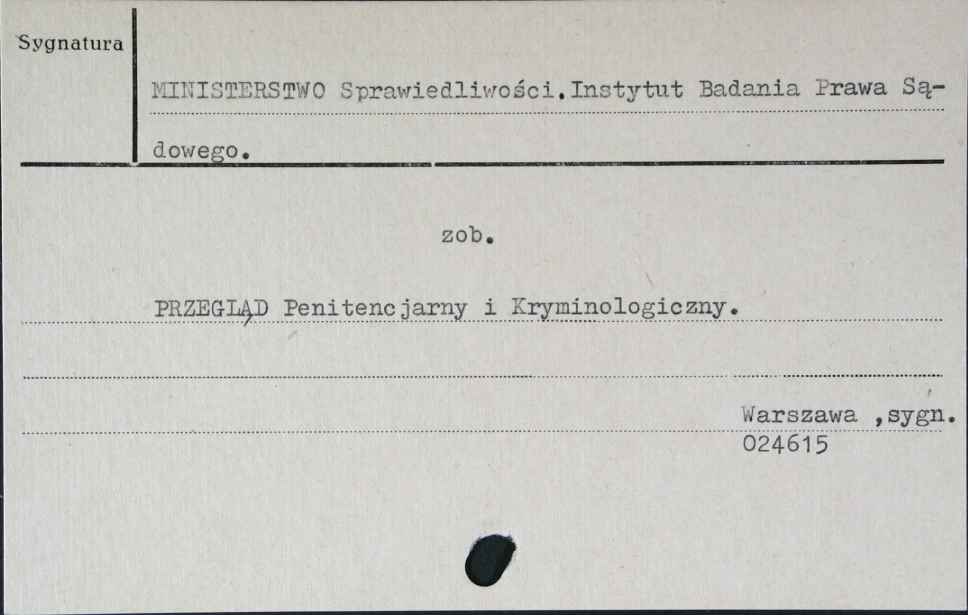 Sygnatura
MINISTERSTWO Sprawiedliwości.Instytut Badania Prawa Są-
dowego.
zob.
PRZEGLĄD Penitencjarny i Kryminologiczny.
Warszawa ,sygn.
024615